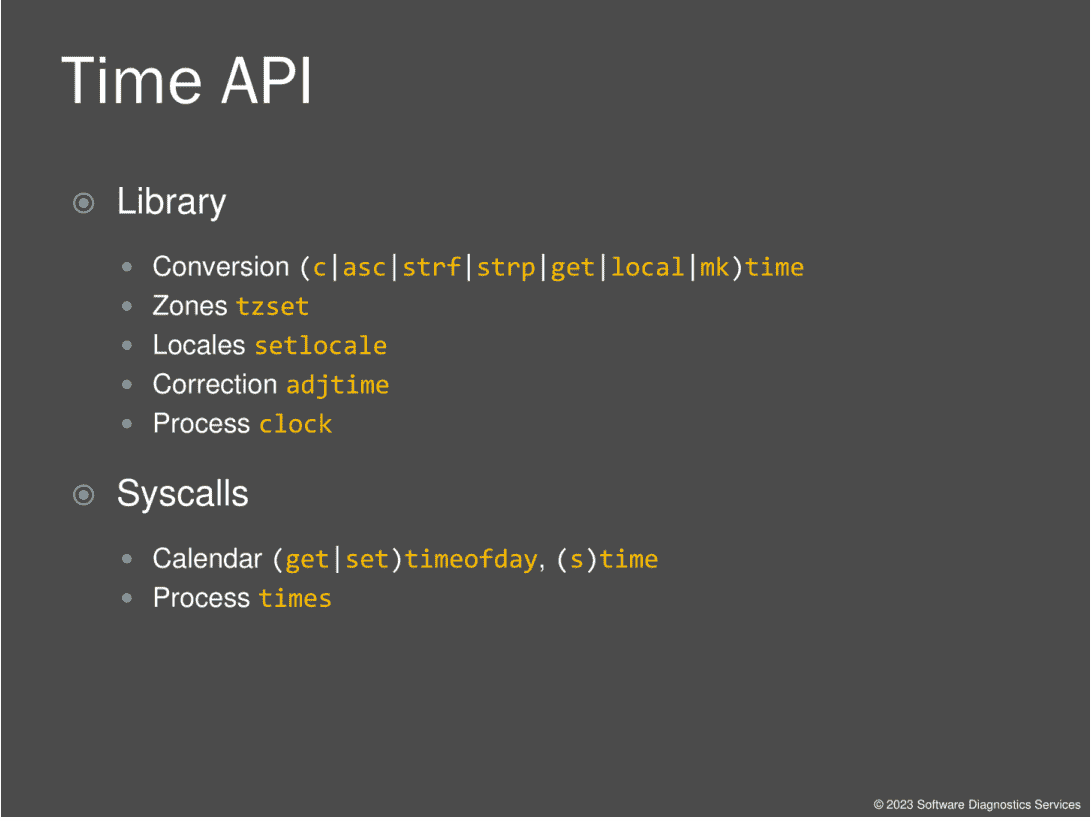 Time API
Library
Conversion (c|asc|strf|strp|get|local|mk)time
Zones tzset
Locales setlocale
Correction adjtime
Process clock
Syscalls
Calendar (get|set)timeofday, (s)time
Process times
© 2023 Software Diagnostics Services